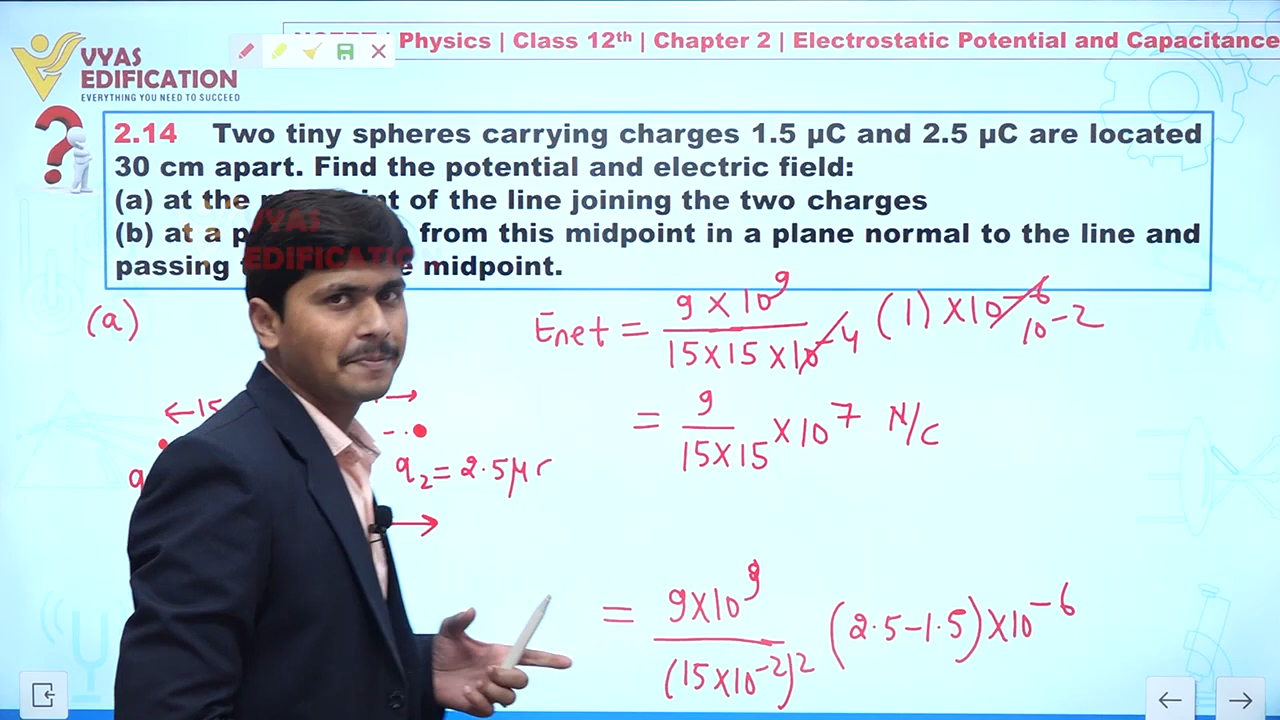 Physics | Class 12th | Chapter 2 | Electrostatic Potential and Capacitance
VYAS
EDIFICATION
EVERYTHING YOU NEED TO SUCCEED
2.14 Two tiny spheres carrying charges 1.5 μC and 2.5 μC are located
30 cm apart. Find the potential and electric field:
(a) at the of the line joining the two charges
(b) at a from this midpoint in a plane normal to the line and
passing midpoint.
VYAS
EDIFICATION
(a)
Enet = 9 × 10^9 / 15×15×10^-4 (1) ×10^-6
10^-2
= 9 / 15×15 ×10^7 N/C
←15
q2 = 2.5μc
= 9×10^9 / (15×10^-2)^2 (2.5-1.5)×10^-6